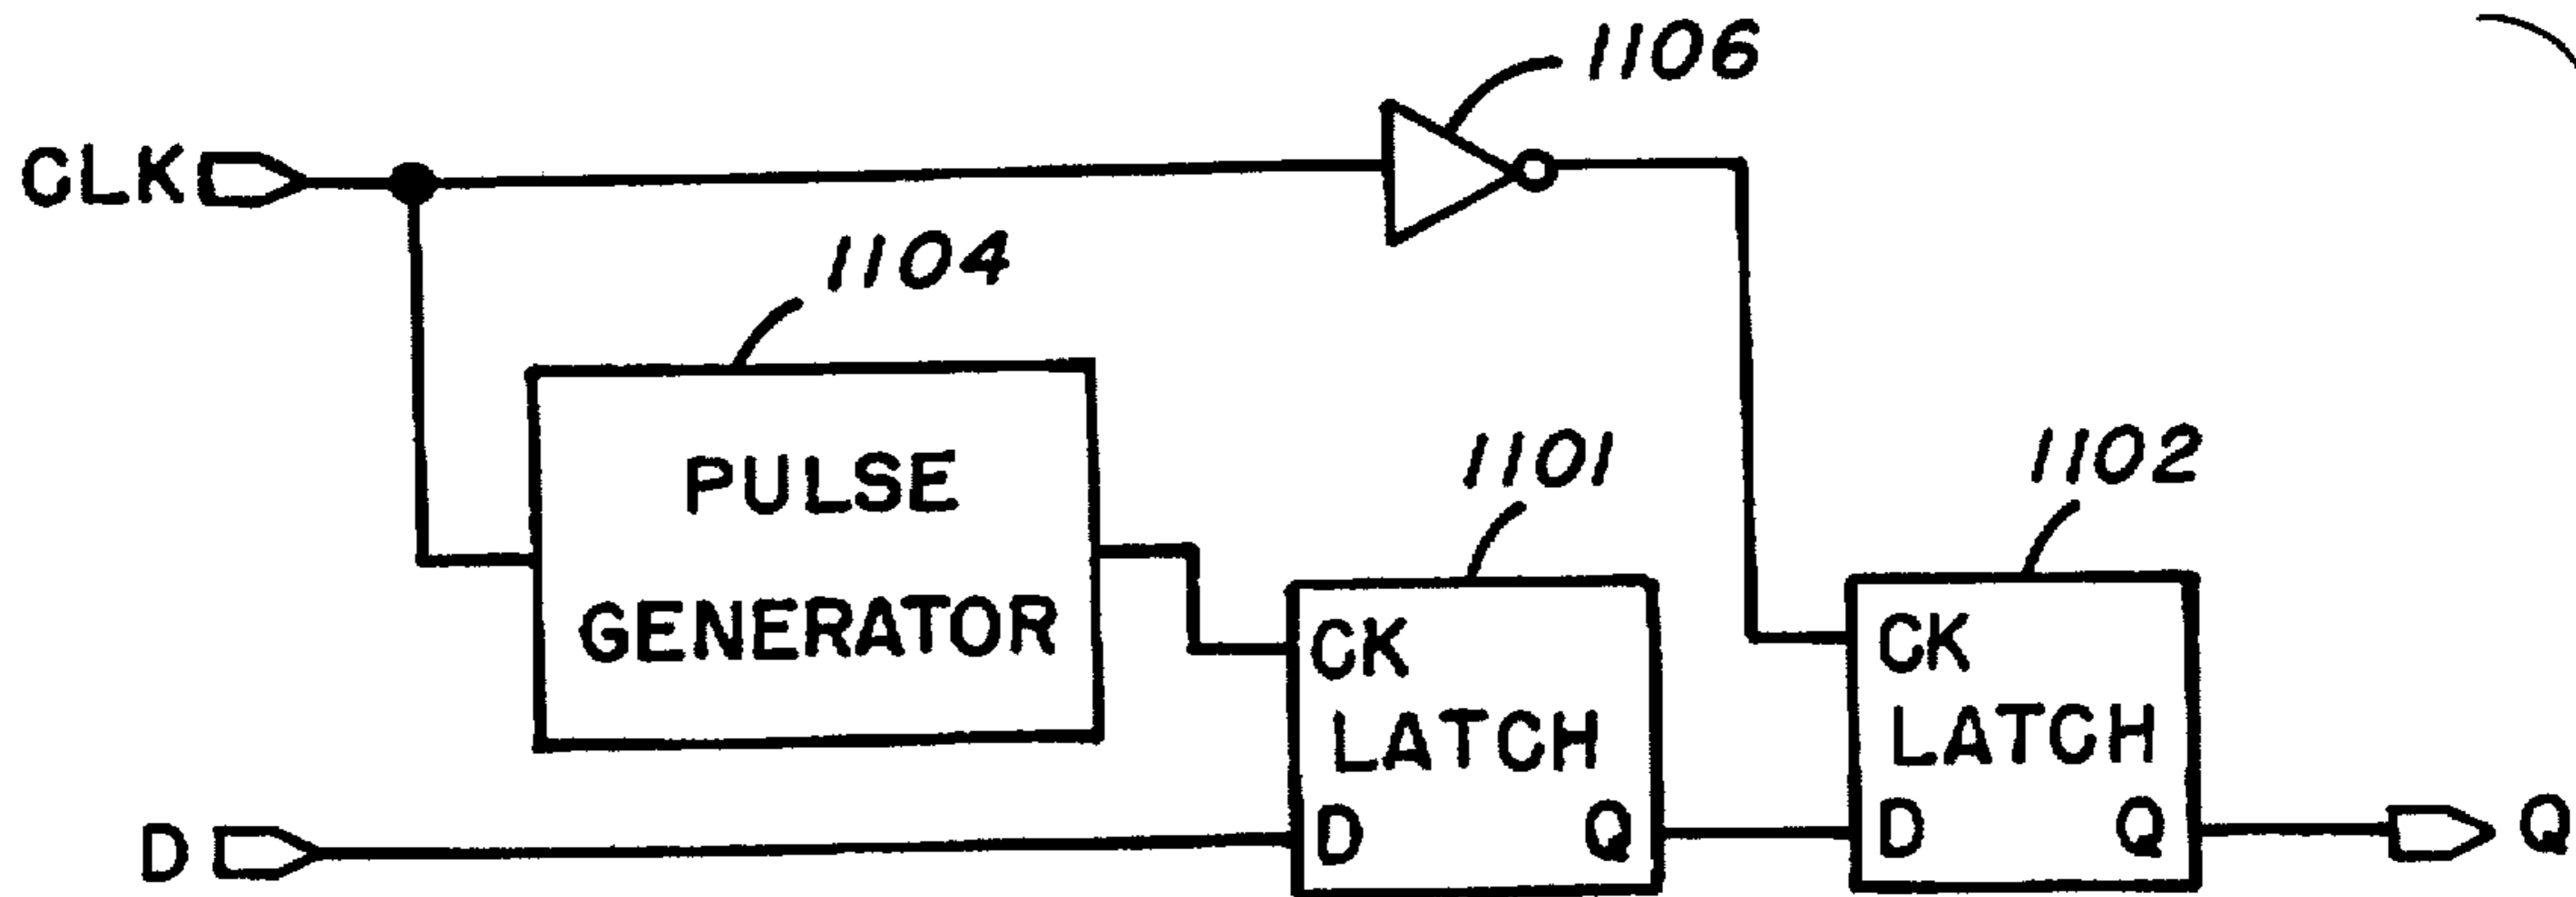 1106
CLK
1104
PULSE
GENERATOR
1101
1102
CK
LATCH
D Q
CK
LATCH
D Q
D
Q